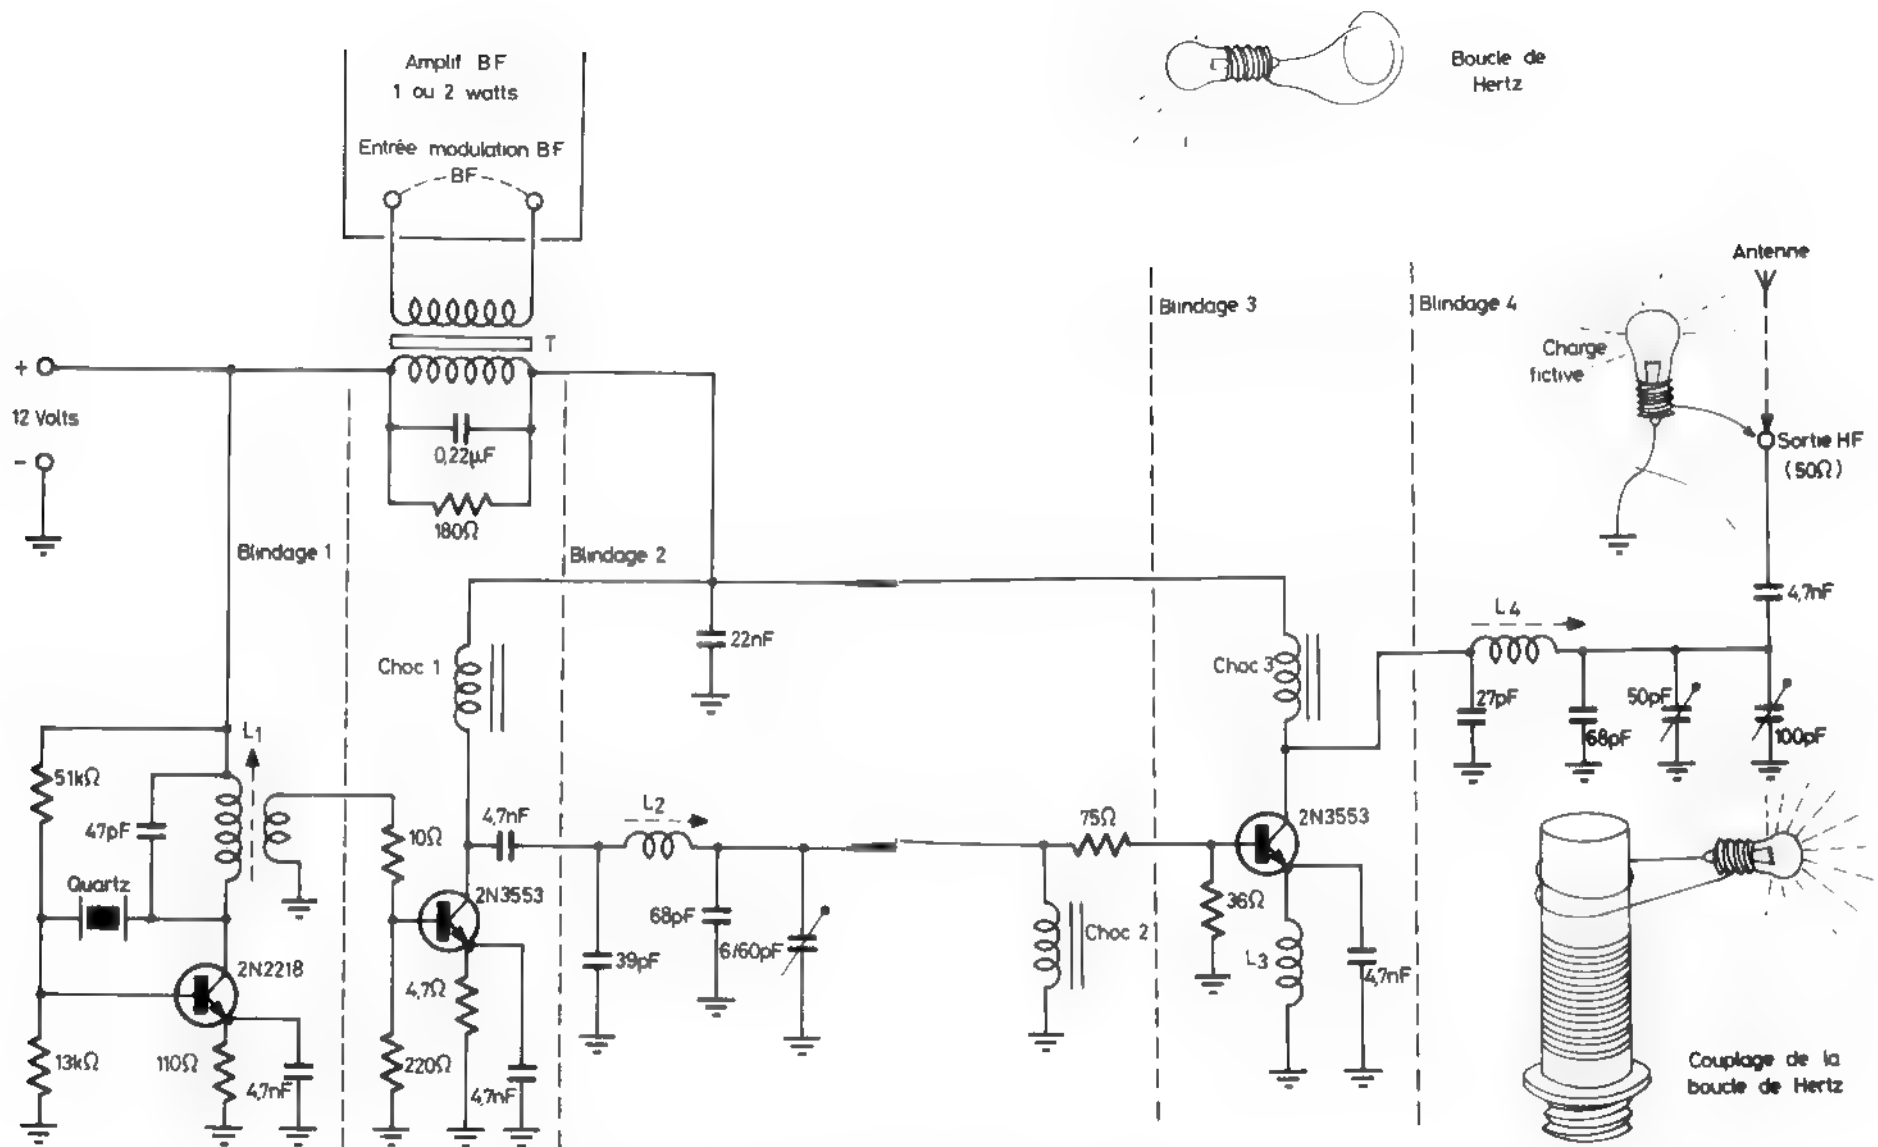 Amplif BF
1 ou 2 watts
Entrée modulation BF
BF
Boucle de
Hertz
T
+
12 Volts
-
0,22µF
180Ω
Blindage 1
Blindage 2
Blindage 3
Blindage 4
Antenne
Charge
fictive
Sortie HF
(50Ω)
4,7nF
22nF
Choc 1
Choc 3
L4
27pF
68pF
50pF
100pF
L1
51kΩ
47pF
Quartz
2N2218
13kΩ
110Ω
4,7nF
10Ω
4,7nF
2N3553
4,7Ω
220Ω
4,7nF
L2
39pF
68pF
6/60pF
75Ω
Choc 2
2N3553
36Ω
L3
4,7nF
Couplage de la
boucle de Hertz